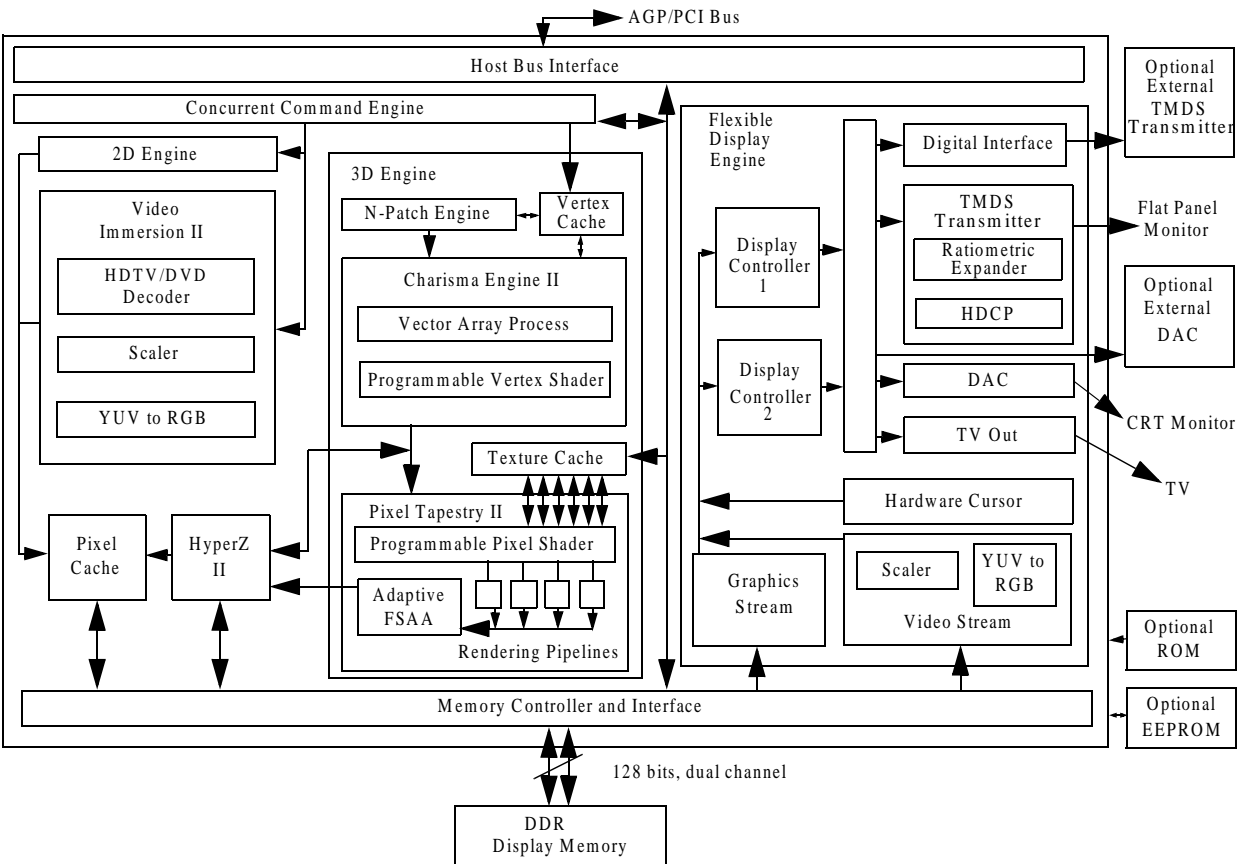 AGP/PCI Bus
Host Bus Interface
Concurrent Command Engine
2D Engine
Video
Immersion II
HDTV/DVD
Decoder
Scaler
YUV to RGB
3D Engine
N-Patch Engine
Vertex
Cache
Charisma Engine II
Vector Array Process
Programmable Vertex Shader
Texture Cache
Pixel Tapestry II
Programmable Pixel Shader
Adaptive
FSAA
Rendering Pipelines
Pixel
Cache
HyperZ
II
Flexible
Display
Engine
Display
Controller
1
Display
Controller
2
Digital Interface
TMDS
Transmitter
Ratiometric
Expander
HDCP
DAC
TV Out
Hardware Cursor
Graphics
Stream
Scaler
YUV to
RGB
Video Stream
Optional
External
TMDS
Transmitter
Flat Panel
Monitor
Optional
External
DAC
CRT Monitor
TV
Optional
ROM
Optional
EEPROM
Memory Controller and Interface
128 bits, dual channel
DDR
Display Memory